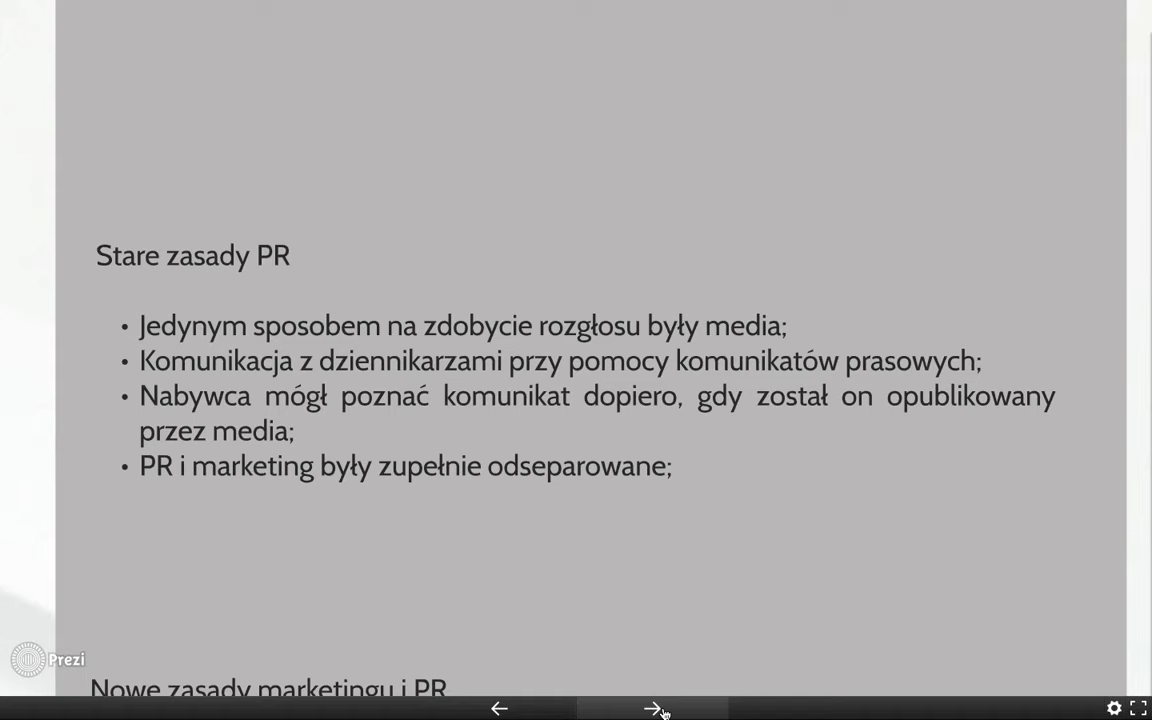 Stare zasady PR
• Jedynym sposobem na zdobycie rozgłosu były media;
• Komunikacja z dziennikarzami przy pomocy komunikatów prasowych;
• Nabywca mógł poznać komunikat dopiero, gdy został on opublikowany
przez media;
• PR i marketing były zupełnie odseparowane;
Prezi
Nowe zasady marketingu i PR